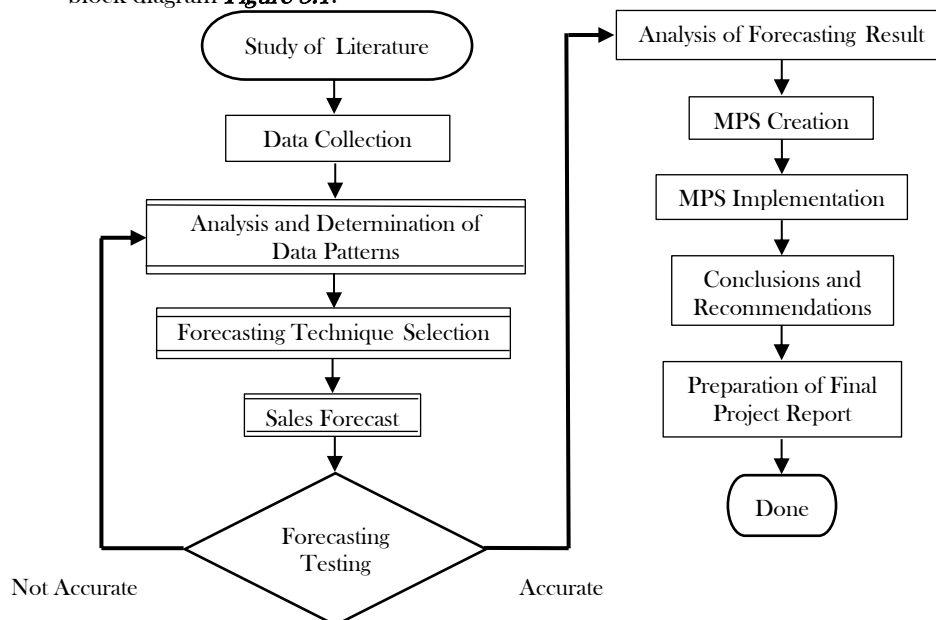 block diagram Figure 3.1.
Study of Literature
Data Collection
Analysis and Determination of
Data Patterns
Forecasting Technique Selection
Sales Forecast
Forecasting
Testing
Not Accurate
Accurate
Analysis of Forecasting Result
MPS Creation
MPS Implementation
Conclusions and
Recommendations
Preparation of Final
Project Report
Done